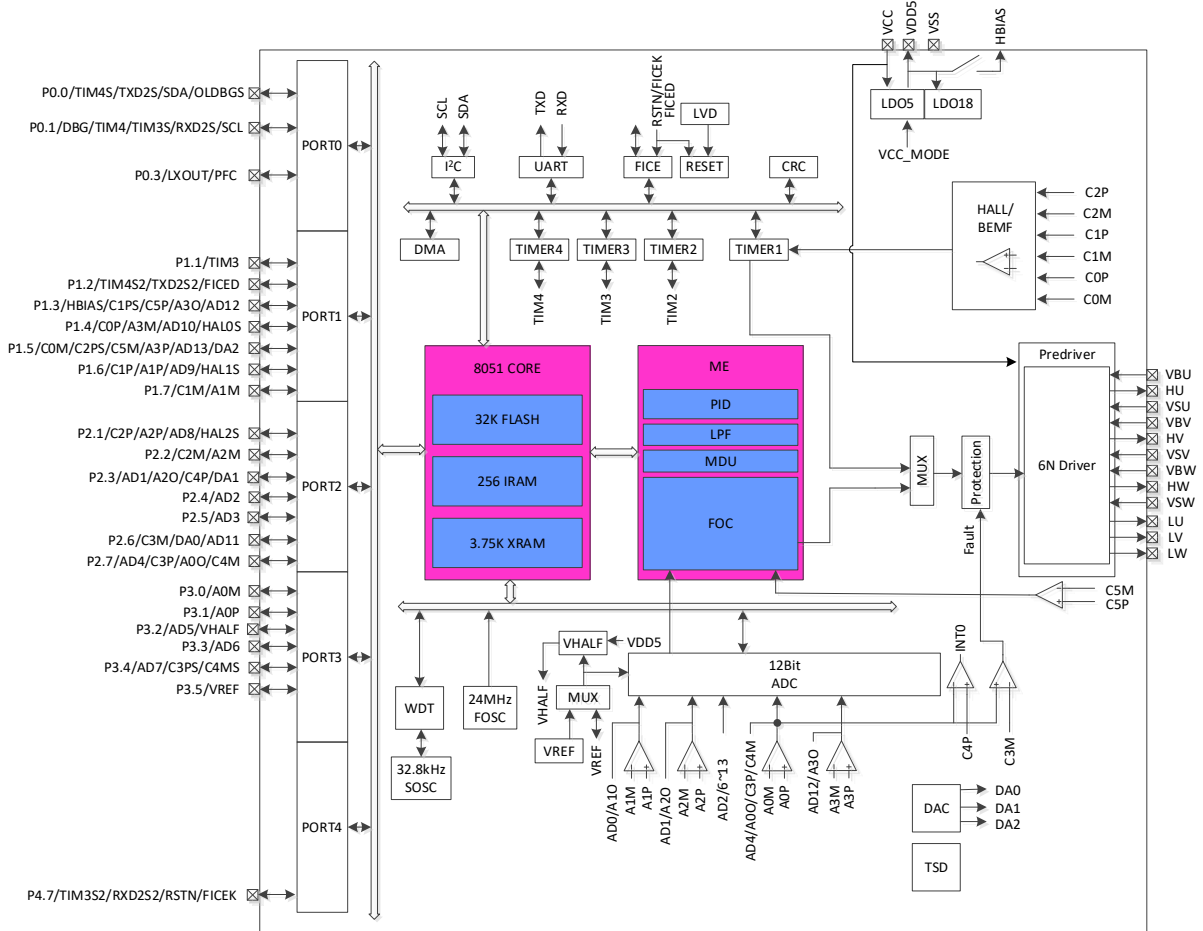 VCC
VDD5
VSS
HBIAS
LDO5
LDO18
VCC_MODE
P0.0/TIM4S/TXD2S/SDA/OLDBGS
P0.1/DBG/TIM4/TIM3S/RXD2S/SCL
P0.3/LXOUT/PFC
PORT0
P1.1/TIM3
P1.2/TIM4S2/TXD2S2/FICED
P1.3/HBIAS/C1PS/C5P/A3O/AD12
P1.4/C0P/A3M/AD10/HAL0S
P1.5/C0M/C2PS/C5M/A3P/AD13/DA2
P1.6/C1P/A1P/AD9/HAL1S
P1.7/C1M/A1M
PORT1
P2.1/C2P/A2P/AD8/HAL2S
P2.2/C2M/A2M
P2.3/AD1/A2O/C4P/DA1
P2.4/AD2
P2.5/AD3
P2.6/C3M/DA0/AD11
P2.7/AD4/C3P/A0O/C4M
PORT2
P3.0/A0M
P3.1/A0P
P3.2/AD5/VHALF
P3.3/AD6
P3.4/AD7/C3PS/C4MS
P3.5/VREF
PORT3
PORT4
P4.7/TIM3S2/RXD2S2/RSTN/FICEK
SCL
SDA
I²C
TXD
RXD
UART
RSTN/FICEK
FICED
FICE
LVD
RESET
CRC
DMA
TIMER4
TIMER3
TIMER2
TIMER1
TIM4
TIM3
TIM2
HALL/
BEMF
C2P
C2M
C1P
C1M
C0P
C0M
8051 CORE
32K FLASH
256 IRAM
3.75K XRAM
ME
PID
LPF
MDU
FOC
MUX
Protection
Fault
Predriver
6N Driver
VBU
HU
VSU
VBV
HV
VSV
VBW
HW
VSW
LU
LV
LW
C5M
C5P
WDT
32.8kHz
SOSC
24MHz
FOSC
VHALF
VDD5
VHALF
MUX
VREF
VREF
12Bit
ADC
AD0/A1O
A1M
A1P
AD1/A2O
A2M
A2P
AD2/6~13
AD4/A0O/C3P/C4M
A0M
A0P
AD12/A3O
A3M
A3P
INT0
C4P
C3M
DAC
DA0
DA1
DA2
TSD